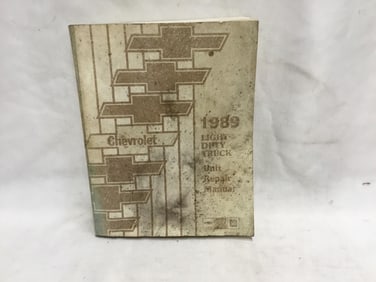 1989
LIGHT
DUTY
TRUCK
Chevrolet
Unit
Repair
Manual